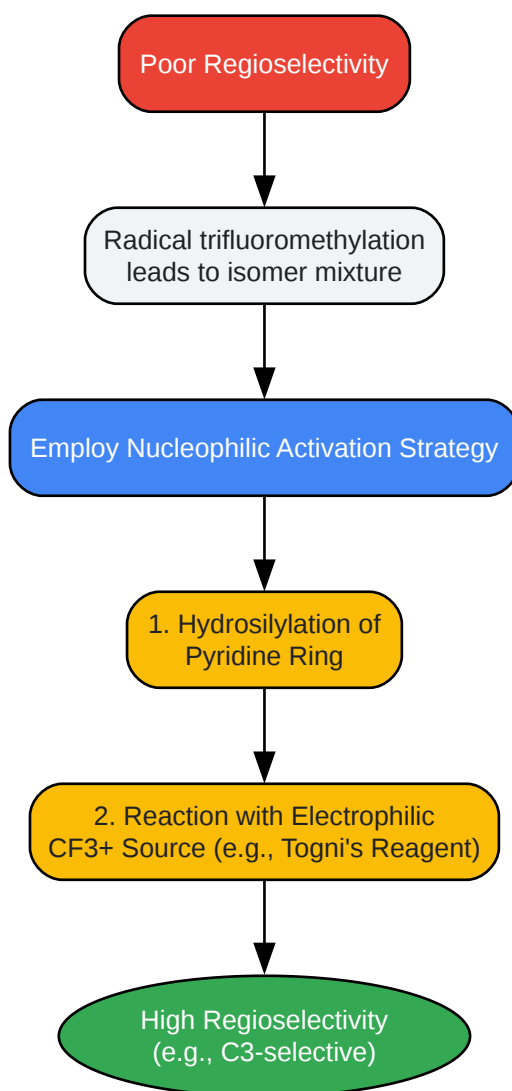 Poor Regioselectivity
Radical trifluoromethylation
leads to isomer mixture
Employ Nucleophilic Activation Strategy
1. Hydrosilylation of
Pyridine Ring
2. Reaction with Electrophilic
CF3+ Source (e.g., Togni's Reagent)
High Regioselectivity
(e.g., C3-selective)